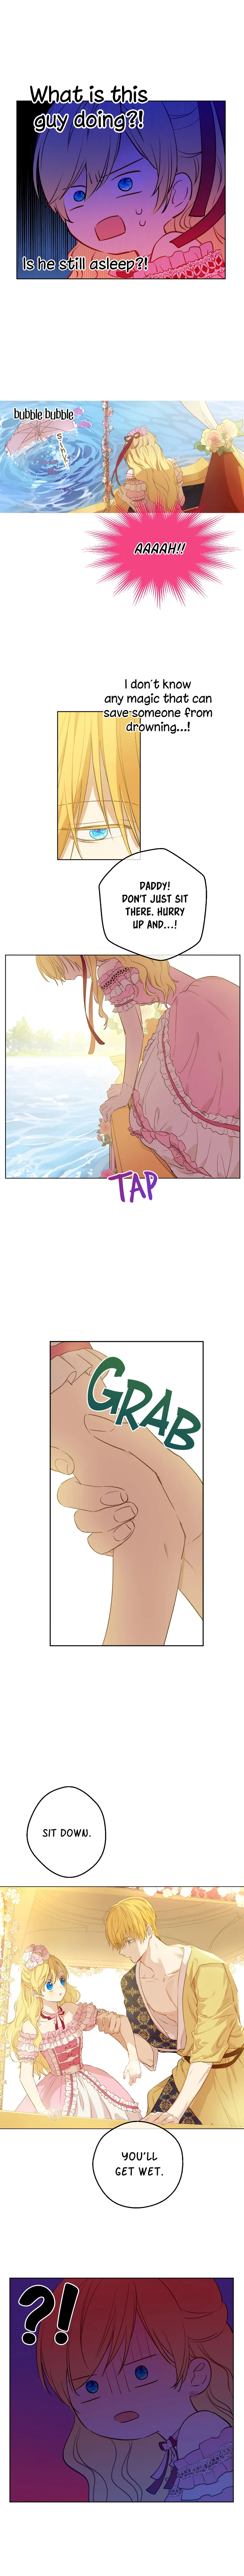 What is this
guy doing?!
Is he still asleep?!
bubble bubble
AAAAH!!
I don't know
any magic that can
save someone from
drowning...!
DADDY!
DON'T JUST SIT
THERE. HURRY
UP AND...!
TAP
GRAB
SIT DOWN.
YOU'LL
GET WET.
?!